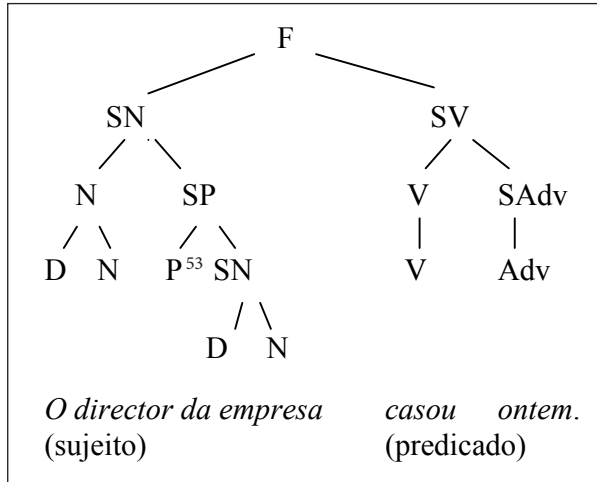 F
SN SV
N SP V SAdv
D N P 53 SN V Adv
D N
O director da empresa casou ontem.
(sujeito) (predicado)